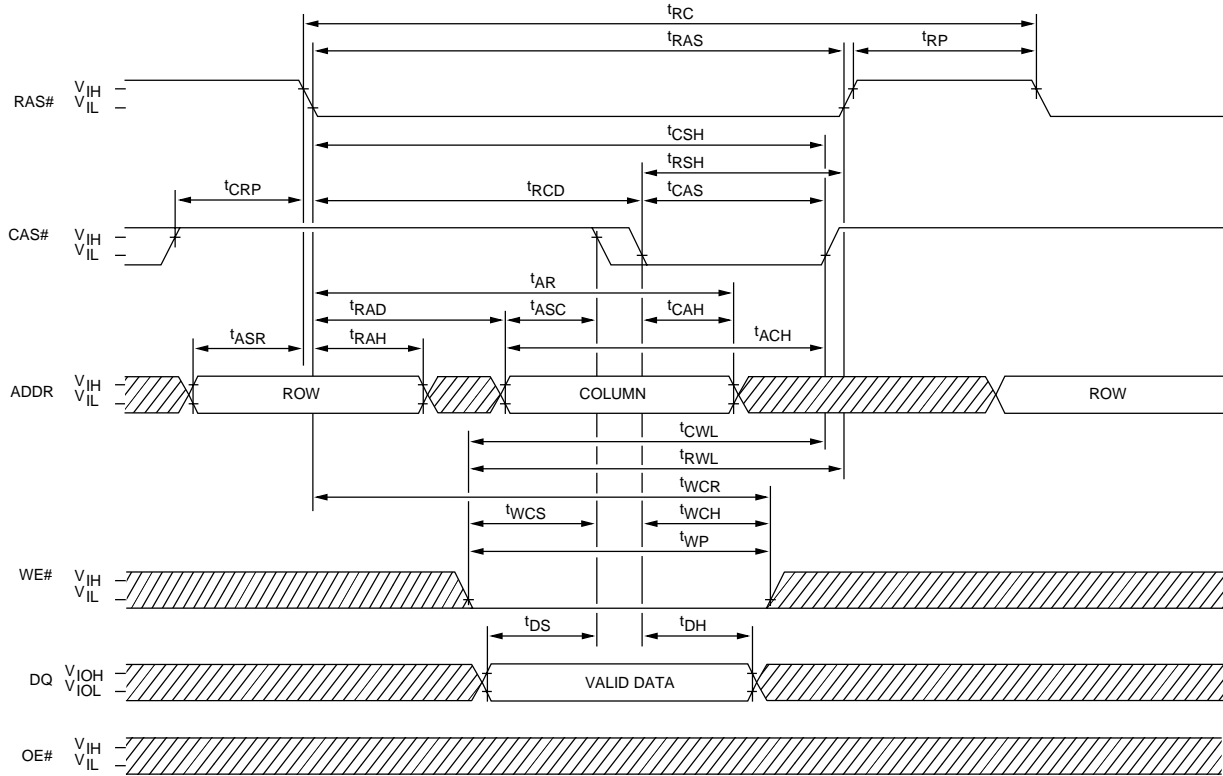 tRC
tRAS
tRP
RAS# VIH
VIL
tCSH
tRSH
tCRP
tRCD
tCAS
CAS# VIH
VIL
tAR
tRAD
tASC
tCAH
tASR
tRAH
tACH
ADDR VIH
VIL
ROW
COLUMN
ROW
tCWL
tRWL
tWCR
tWCS
tWCH
tWP
WE# VIH
VIL
tDS
tDH
DQ VIOH
VIOL
VALID DATA
OE# VIH
VIL